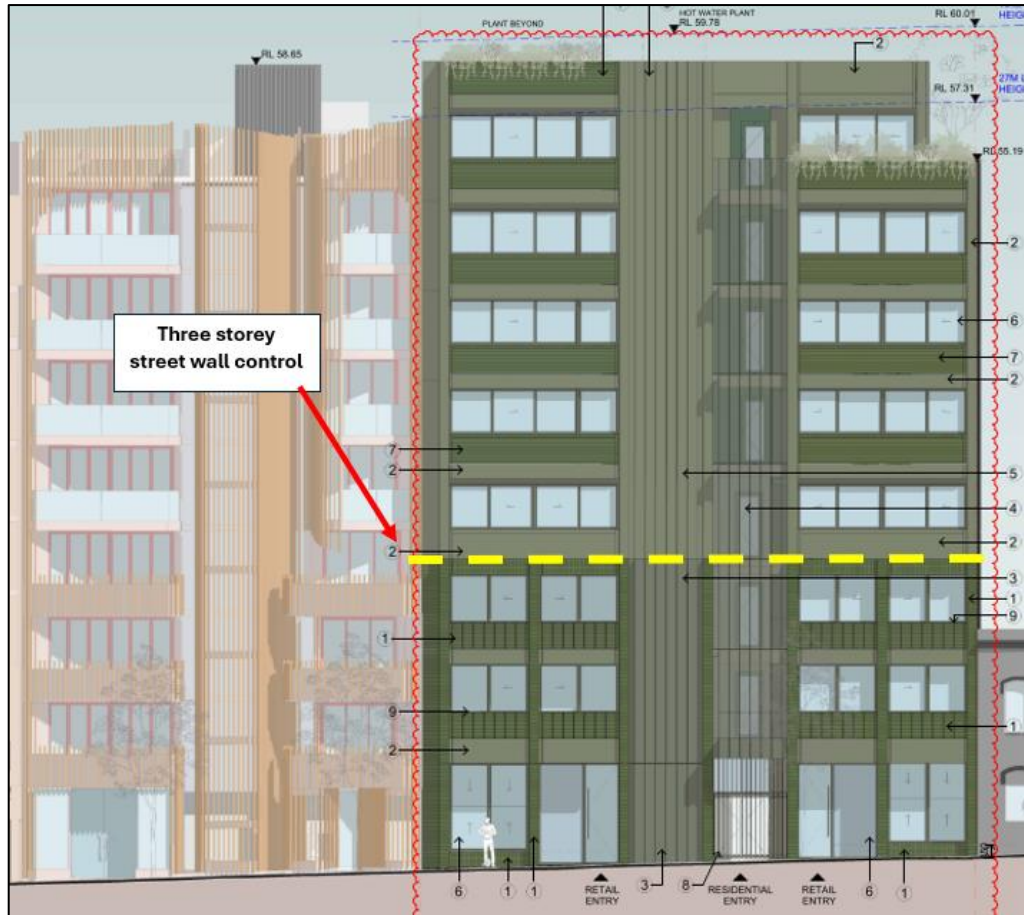 HOT WATER PLANT
RL 59.78
PLANT BEYOND
RL 60.01
HEIG
2
RL 58.65
27M L
HEIG
RL 57.31
RL 55.19
2
6
7
2
Three storey
street wall control
7
2
5
4
2
2
3
1
9
1
9
2
1
6
1
1
3
8
6
1
RETAIL
ENTRY
RESIDENTIAL
ENTRY
RETAIL
ENTRY